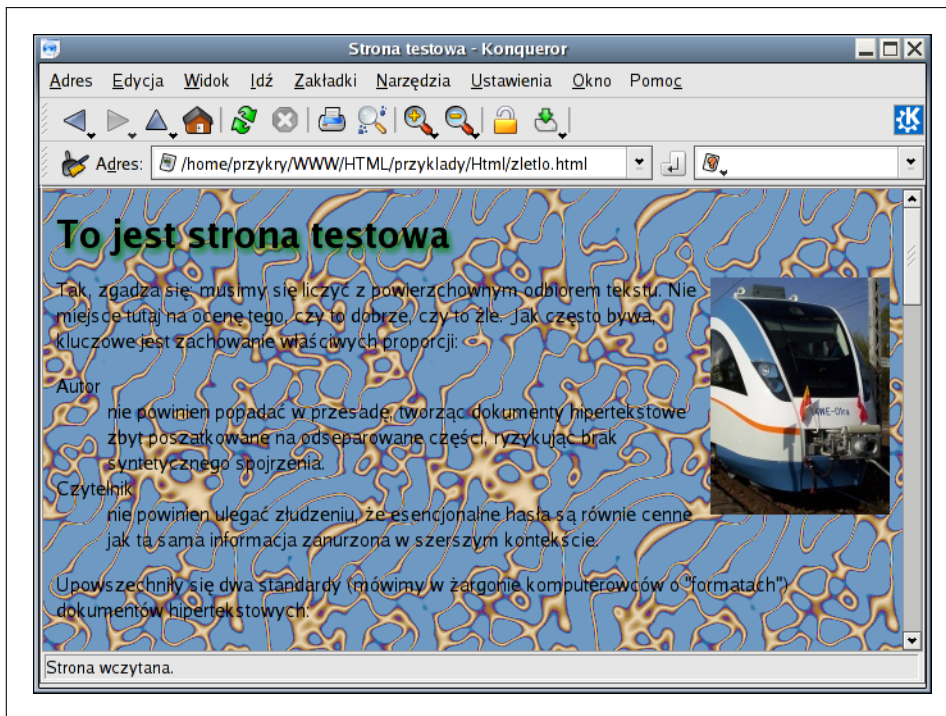 Strona testowa - Konqueror
Adres Edycja Widok Idź Zakładki Narzędzia Ustawienia Okno Pomoc
Adres: /home/przykry/WWW/HTML/przyklady/Html/zletlo.html
To jest strona testowa
Tak, zgadza się; musimy się liczyć z powierzchownym odbiorem tekstu. Nie
miejsce tutaj na ocenę tego, czy to dobrze, czy to źle. Jak często bywa,
kluczowe jest zachowanie właściwych proporcji:
Autor
nie powinien popadać w przesadę, tworząc dokumenty hipertekstowe
zbyt poszatkowane na odseparowane części, ryzykując brak
syntetycznego spojrzenia.
Czytelnik
nie powinien ulegać złudzeniu, że esencjonalne hasła są równie cenne
jak ta sama informacja zanurzona w szerszym kontekście.
Upowszechniły się dwa standardy (mówimy w żargonie komputerowców o "formatach")
dokumentów hipertekstowych:
Strona wczytana.